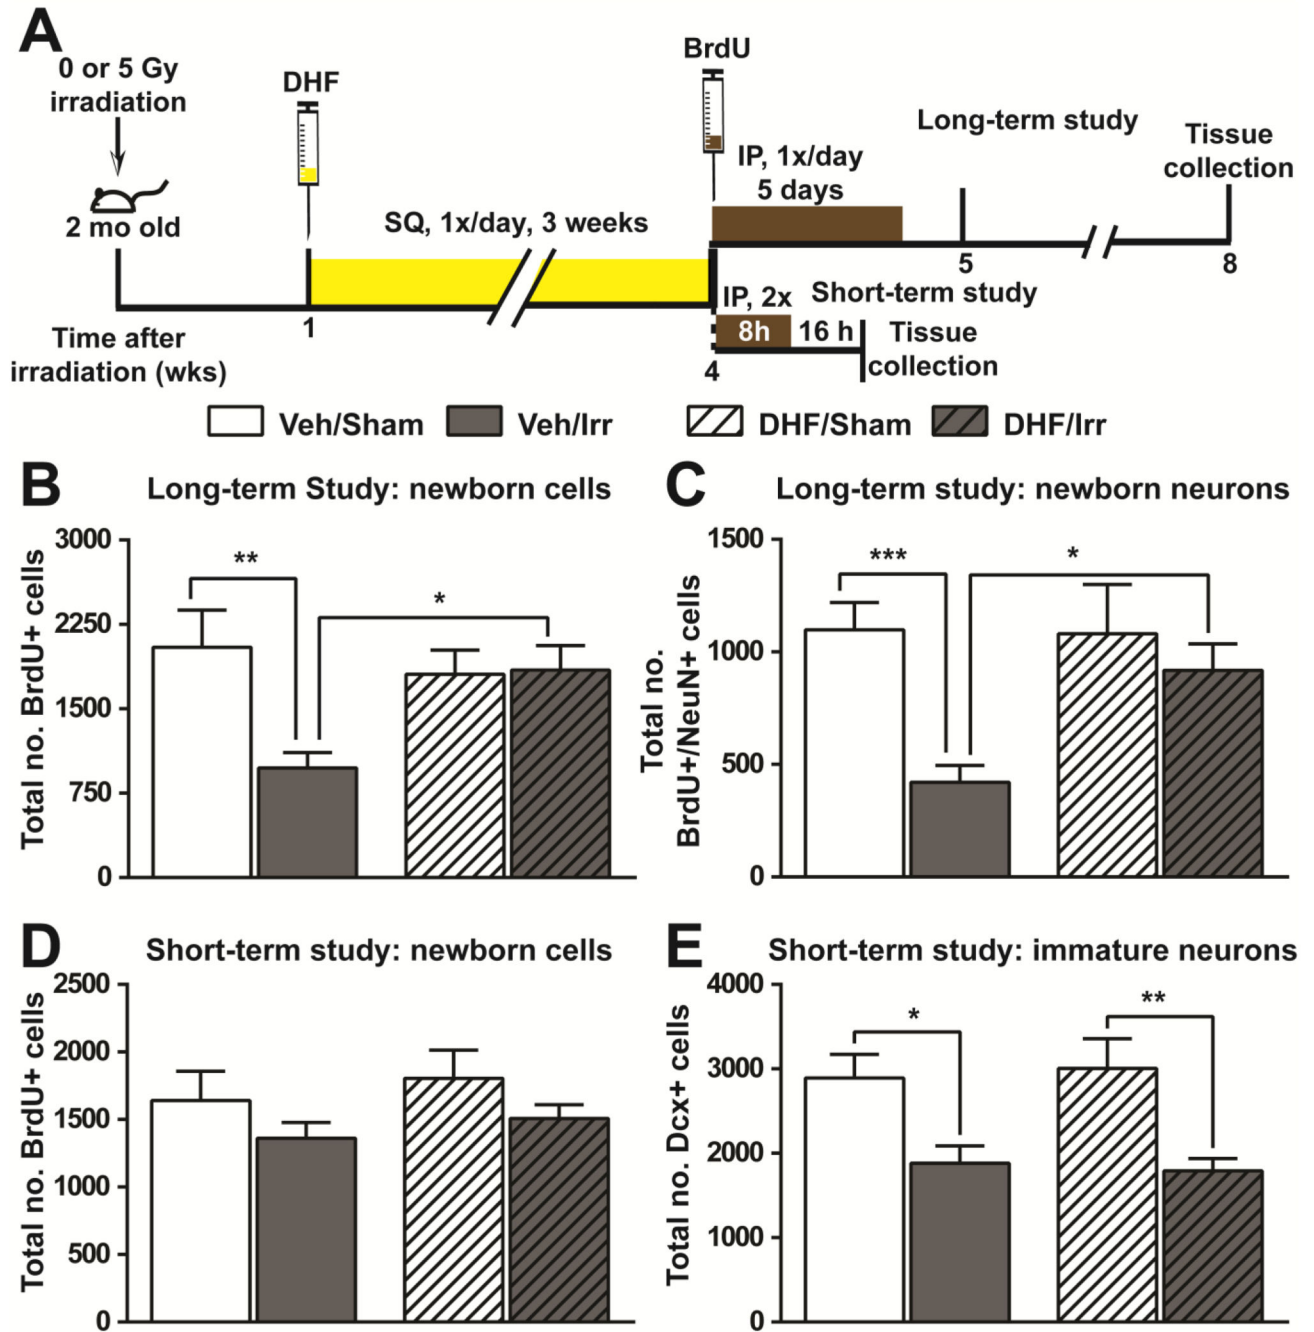 A
0 or 5 Gy
irradiation
2 mo old
DHF
SQ, 1x/day, 3 weeks
BrdU
IP, 1x/day
5 days
Long-term study
Tissue
collection
5
8
IP, 2x
Short-term study
8h
16 h
Tissue
collection
Time after
irradiation (wks)
1
4
Veh/Sham
Veh/Irr
DHF/Sham
DHF/Irr
B
Long-term Study: newborn cells
Total no. BrdU+ cells
3000
2250
1500
750
0
**
*
C
Long-term study: newborn neurons
Total no.
BrdU+/NeuN+ cells
1500
1000
500
0
***
*
D
Short-term study: newborn cells
Total no. BrdU+ cells
2500
2000
1500
1000
500
0
E
Short-term study: immature neurons
Total no. Dcx+ cells
4000
3000
2000
1000
0
*
**